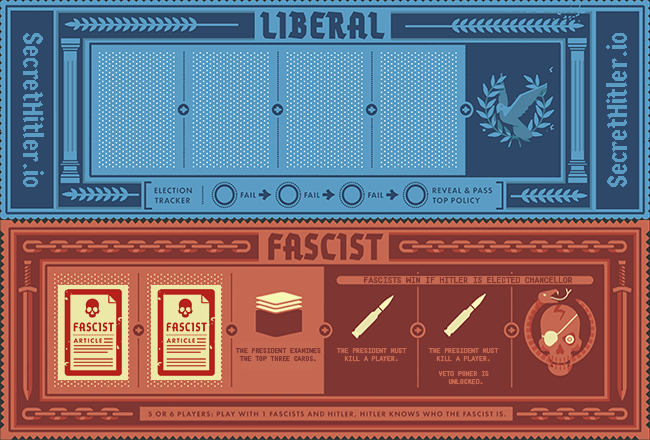 LIBERAL
SecretHitler.io
SecretHitler.io
ELECTION
TRACKER
FAIL
FAIL
FAIL
REVEAL & PASS
TOP POLICY
FASCIST
FASCISTS WIN IF HITLER IS ELECTED CHANCELLOR
FASCIST
ARTICLE
FASCIST
ARTICLE
THE PRESIDENT EXAMINES
THE TOP THREE CARDS.
THE PRESIDENT MUST
KILL A PLAYER.
THE PRESIDENT MUST
KILL A PLAYER.
VETO POWER IS
UNLOCKED.
5 OR 6 PLAYERS: PLAY WITH 1 FASCISTS AND HITLER, HITLER KNOWS WHO THE FASCIST IS.